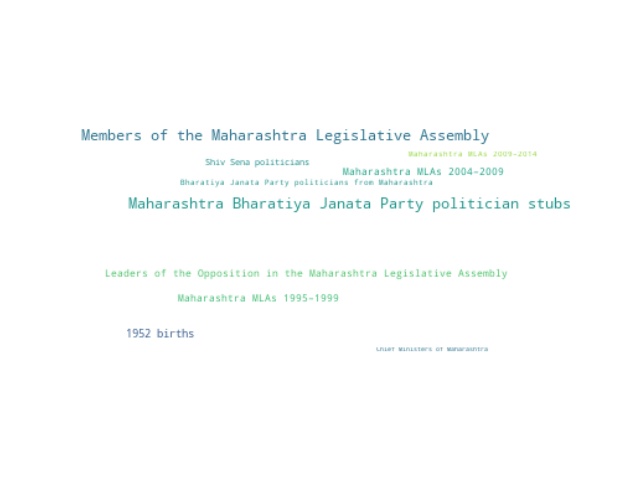 Members of the Maharashtra Legislative Assembly
Maharashtra MLAs 2009-2014
Shiv Sena politicians
Maharashtra MLAs 2004-2009
Bharatiya Janata Party politicians from Maharashtra
Maharashtra Bharatiya Janata Party politician stubs
Leaders of the Opposition in the Maharashtra Legislative Assembly
Maharashtra MLAs 1995-1999
1952 births
Chief Ministers of Maharashtra